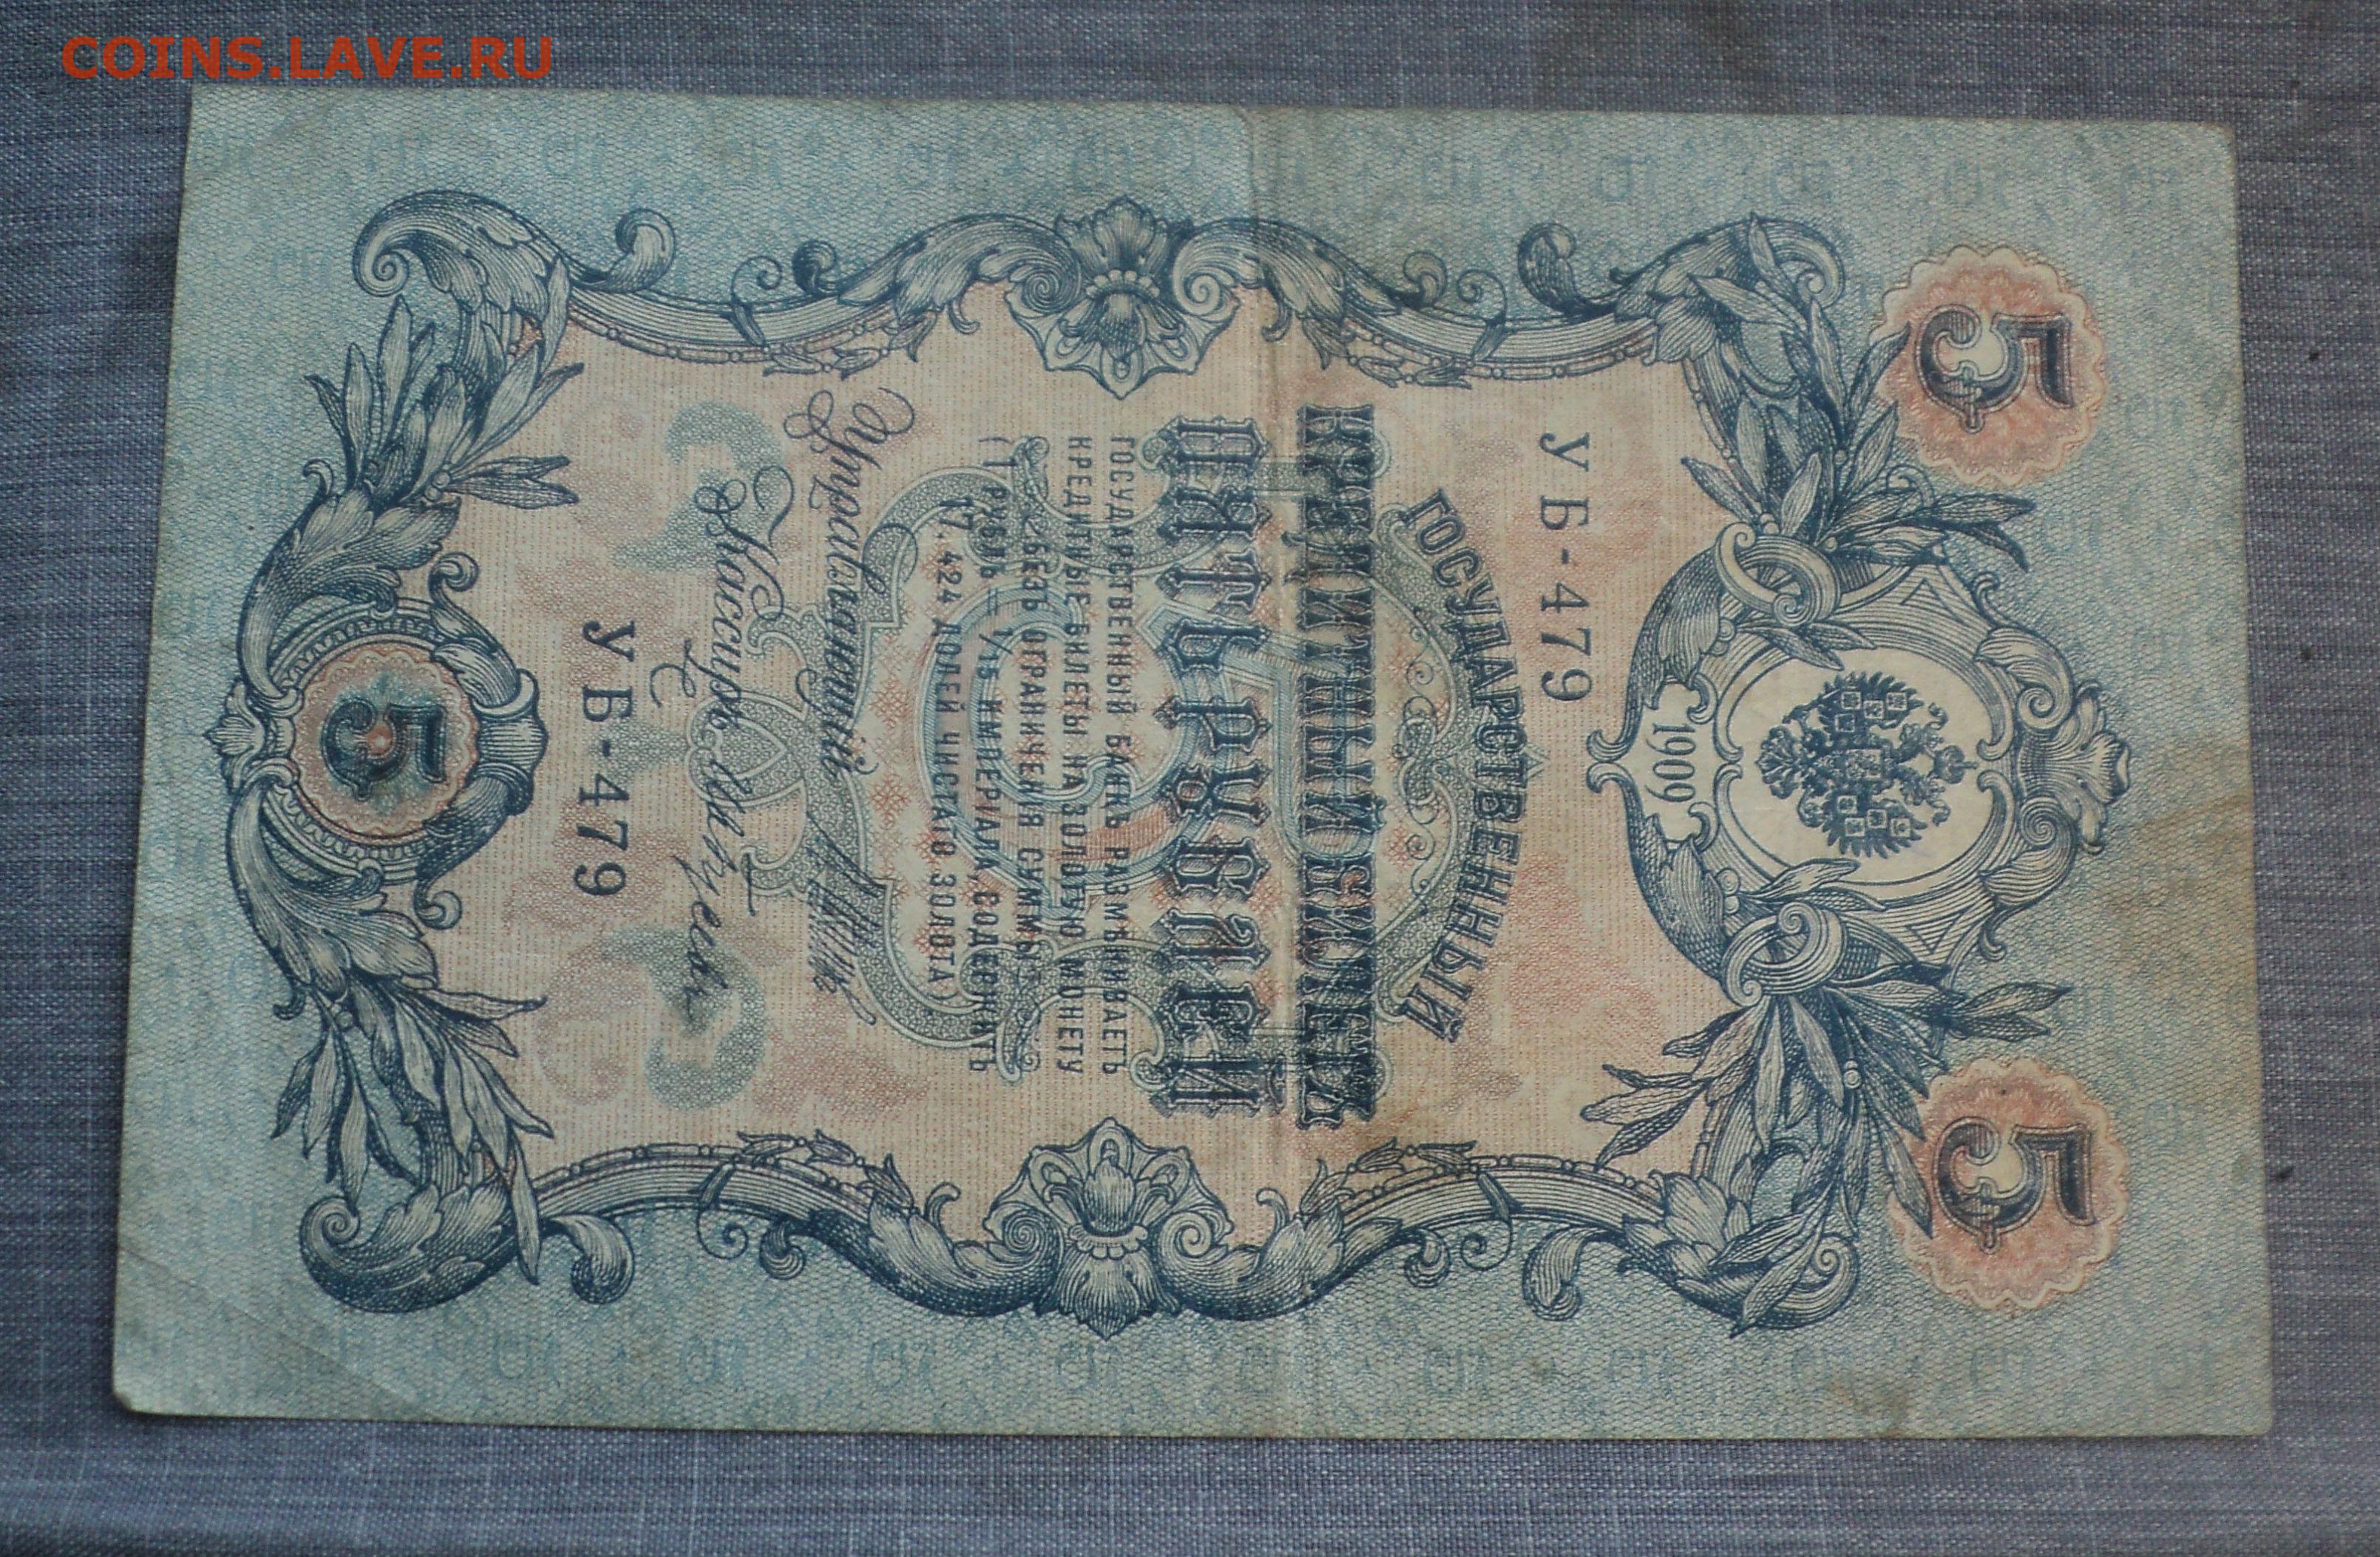 COINS.LAVE.RU
5 5
1909
УБ-479
ГОСУДАРСТВЕННЫЙ
КРЕДИТНЫЙ БИЛЕТЪ
ПЯТЬ РУБЛЕЙ
ГОСУДАРСТВЕННЫЙ БАНКЪ РАЗМѢНИВАЕТЪ
КРЕДИТНЫЕ БИЛЕТЫ НА ЗОЛОТУЮ МОНЕТУ
БЕЗЪ ОГРАНИЧЕНІЯ СУММЫ
(1 РУБЛЬ = 1/15 ИМПЕРІАЛА, СОДЕРЖИТЪ
17,424 ДОЛЕЙ ЧИСТАГО ЗОЛОТА)
Управляющій
Кассиръ
УБ-479
5